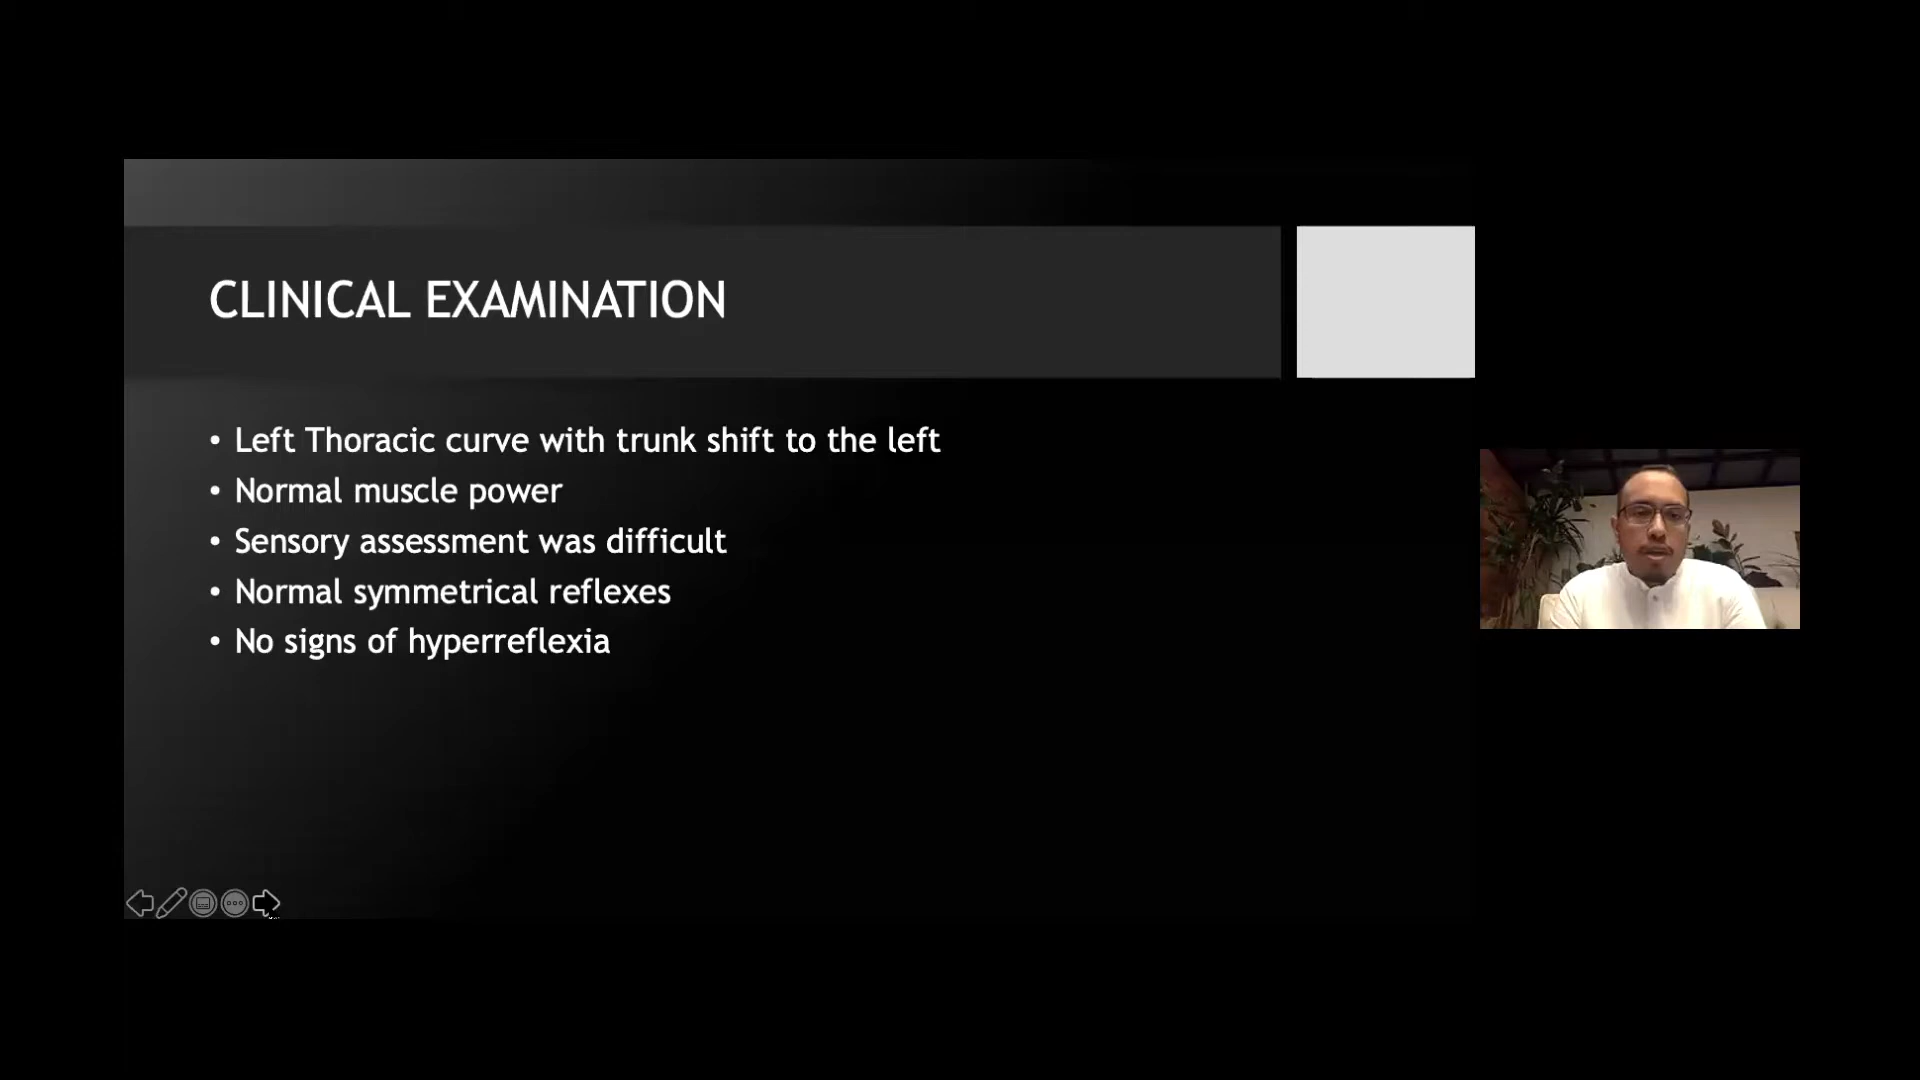 CLINICAL EXAMINATION
• Left Thoracic curve with trunk shift to the left
• Normal muscle power
• Sensory assessment was difficult
• Normal symmetrical reflexes
• No signs of hyperreflexia